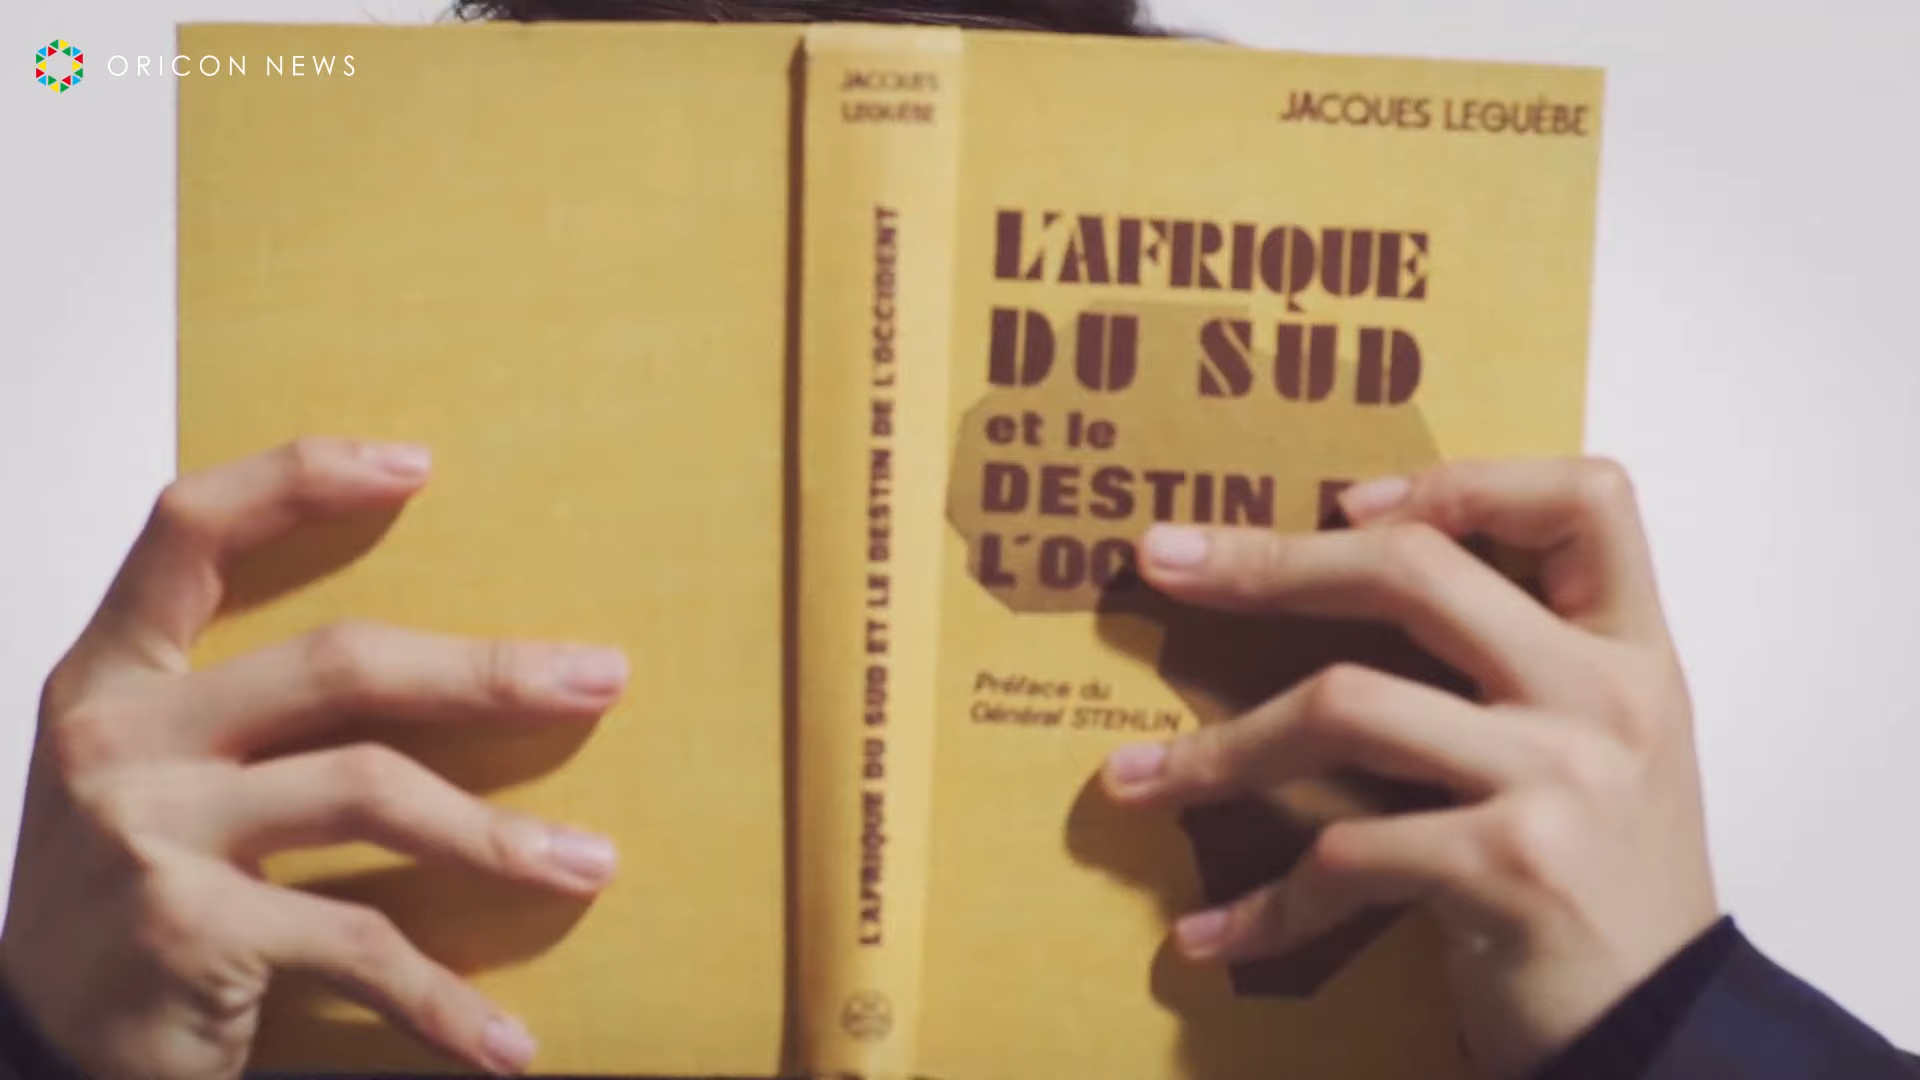 ORICON NEWS
JACQUES
LEGUÈBE
L'AFRIQUE DU SUD ET LE DESTIN DE L'OCCIDENT
JACQUES LEGUÈBE
L'AFRIQUE
DU SUD
et le
DESTIN
L'OC
Préface du
Général STEHLIN